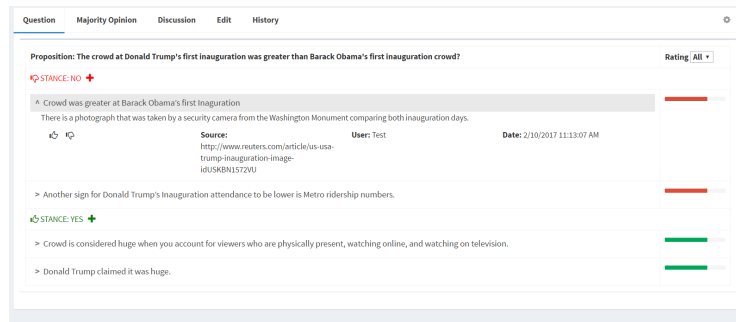 Question Majority Opinion Discussion Edit History
Proposition: The crowd at Donald Trump's first inauguration was greater than Barack Obama's first inauguration crowd? Rating All
STANCE: NO
Crowd was greater at Barack Obama's first Inaguration
There is a photograph that was taken by a security camera from the Washington Monument comparing both inauguration days.
Source: User: Test Date: 2/10/2017 11:13:07 AM
http://www.reuters.com/article/us-usa-
trump-inauguration-image-
idUSKBN1572VU
> Another sign for Donald Trump's Inauguration attendance to be lower is Metro ridership numbers.
STANCE: YES
> Crowd is considered huge when you account for viewers who are physically present, watching online, and watching on television.
> Donald Trump claimed it was huge.